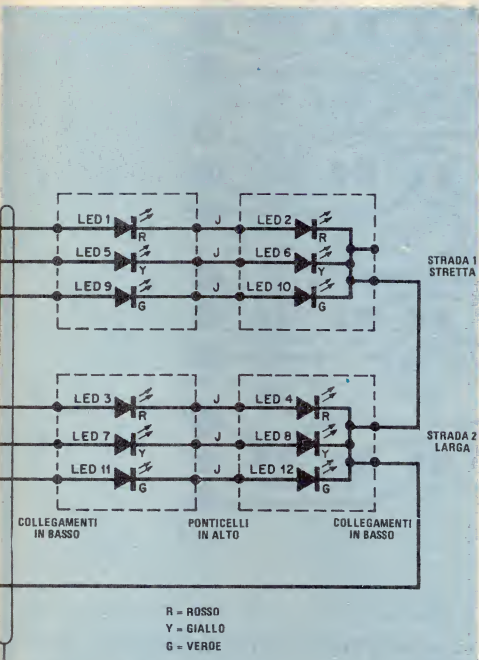 LED 1 R J LED 2 R
LED 5 Y J LED 6 Y
LED 9 G J LED 10 G
STRADA 1
STRETTA
LED 3 R J LED 4 R
LED 7 Y J LED 8 Y
LED 11 G J LED 12 G
STRADA 2
LARGA
COLLEGAMENTI
IN BASSO
PONTICELLI
IN ALTO
COLLEGAMENTI
IN BASSO
R = ROSSO
Y = GIALLO
G = VERDE